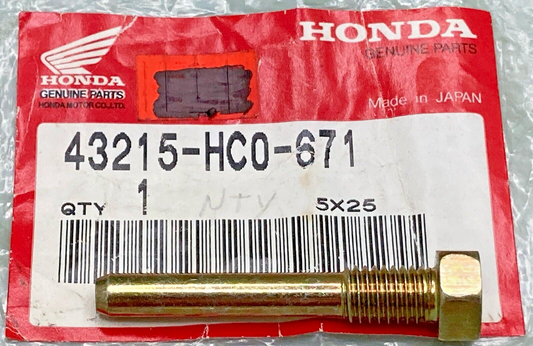 HONDA
GENUINE PARTS
HONDA MOTOR CO.,LTD.
HONDA
GENUINE PARTS
Made in JAPAN
43215-HC0-671
QTY 1 NTY 5X25